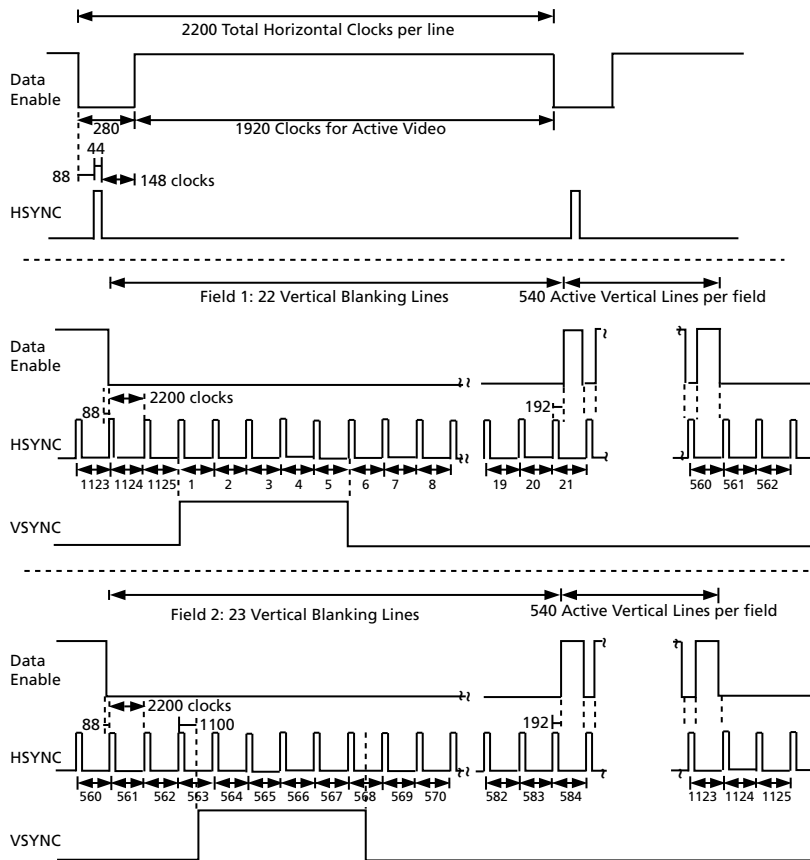 2200 Total Horizontal Clocks per line
Data
Enable
280
1920 Clocks for Active Video
44
88
148 clocks
HSYNC
Field 1: 22 Vertical Blanking Lines
540 Active Vertical Lines per field
Data
Enable
2200 clocks
88
192
HSYNC
1123 1124 1125 1 2 3 4 5 6 7 8 19 20 21 560 561 562
VSYNC
Field 2: 23 Vertical Blanking Lines
540 Active Vertical Lines per field
Data
Enable
2200 clocks
88
1100
192
HSYNC
560 561 562 563 564 565 566 567 568 569 570 582 583 584 1123 1124 1125
VSYNC